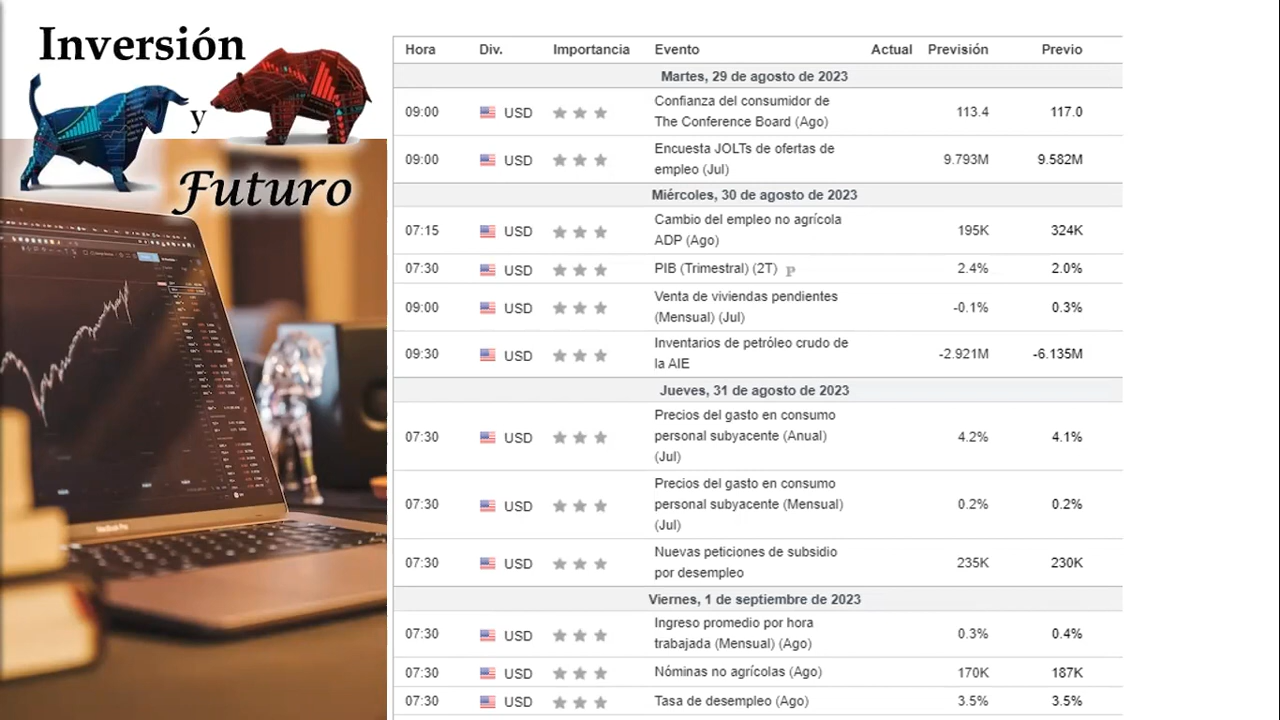 Inversión
y
Futuro
Hora Div. Importancia Evento Actual Previsión Previo
Martes, 29 de agosto de 2023
09:00 USD Confianza del consumidor de The Conference Board (Ago) 113.4 117.0
09:00 USD Encuesta JOLTs de ofertas de empleo (Jul) 9.793M 9.582M
Miércoles, 30 de agosto de 2023
07:15 USD Cambio del empleo no agrícola ADP (Ago) 195K 324K
07:30 USD PIB (Trimestral) (2T) P 2.4% 2.0%
09:00 USD Venta de viviendas pendientes (Mensual) (Jul) -0.1% 0.3%
09:30 USD Inventarios de petróleo crudo de la AIE -2.921M -6.135M
Jueves, 31 de agosto de 2023
07:30 USD Precios del gasto en consumo personal subyacente (Anual) (Jul) 4.2% 4.1%
07:30 USD Precios del gasto en consumo personal subyacente (Mensual) (Jul) 0.2% 0.2%
07:30 USD Nuevas peticiones de subsidio por desempleo 235K 230K
Viernes, 1 de septiembre de 2023
07:30 USD Ingreso promedio por hora trabajada (Mensual) (Ago) 0.3% 0.4%
07:30 USD Nóminas no agrícolas (Ago) 170K 187K
07:30 USD Tasa de desempleo (Ago) 3.5% 3.5%
MacBook Pro